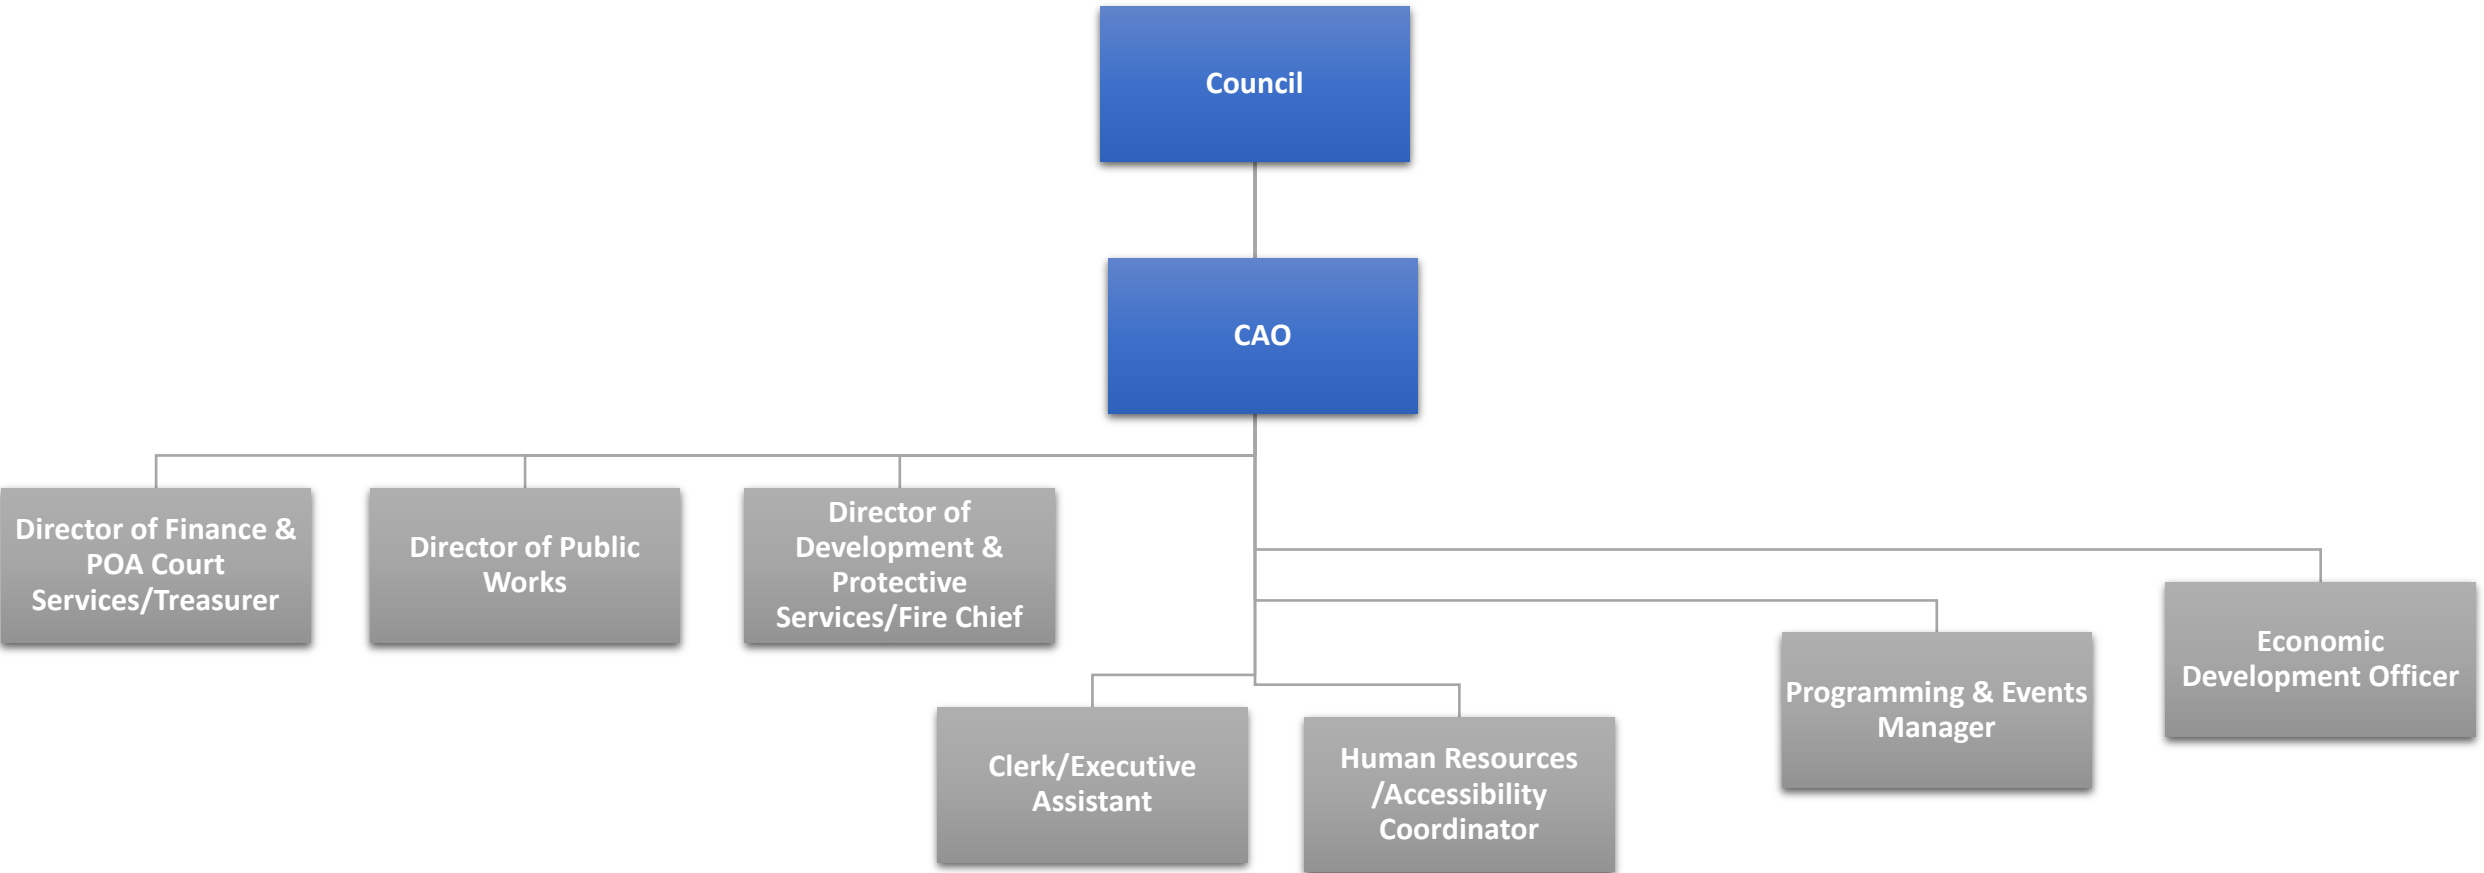 Council
CAO
Director of Finance &
POA Court
Services/Treasurer
Director of Public
Works
Director of
Development &
Protective
Services/Fire Chief
Economic
Development Officer
Programming & Events
Manager
Clerk/Executive
Assistant
Human Resources
/Accessibility
Coordinator